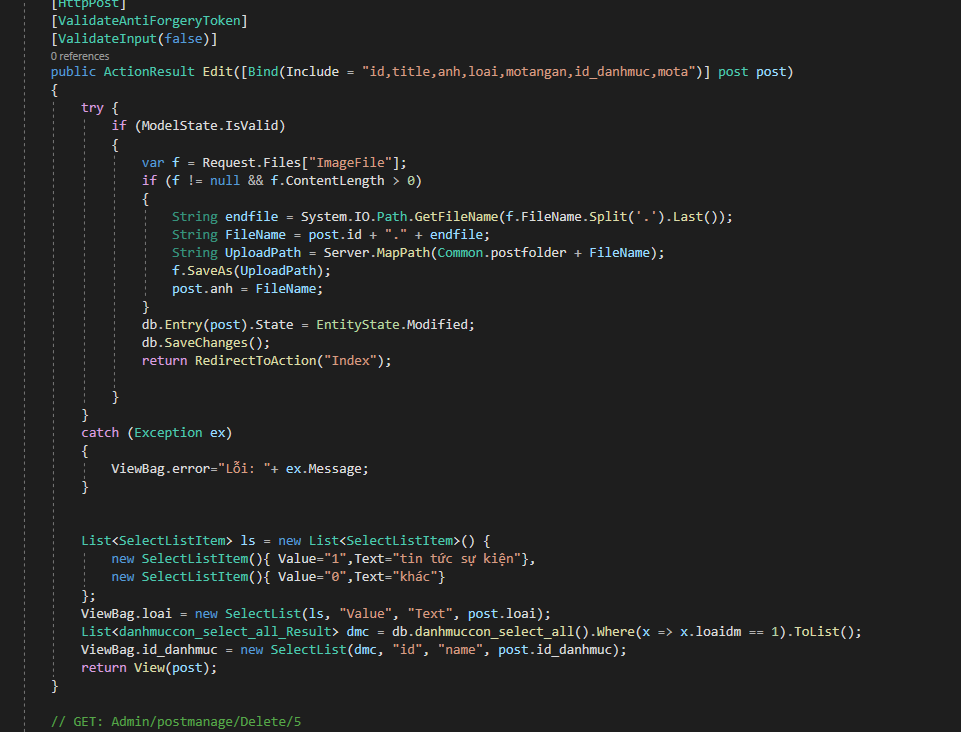 [HttpPost]
[ValidateAntiForgeryToken]
[ValidateInput(false)]
0 references
public ActionResult Edit([Bind(Include = "id,title,anh,loai,motangan,id_danhmuc,mota")] post post)
{
try {
if (ModelState.IsValid)
{
var f = Request.Files["ImageFile"];
if (f != null && f.ContentLength > 0)
{
String endfile = System.IO.Path.GetFileName(f.FileName.Split('.').Last());
String FileName = post.id + "." + endfile;
String UploadPath = Server.MapPath(Common.postfolder + FileName);
f.SaveAs(UploadPath);
post.anh = FileName;
}
db.Entry(post).State = EntityState.Modified;
db.SaveChanges();
return RedirectToAction("Index");
}
}
catch (Exception ex)
{
ViewBag.error="Lỗi: "+ ex.Message;
}
List<SelectListItem> ls = new List<SelectListItem>() {
new SelectListItem(){ Value="1",Text="tin tức sự kiện"},
new SelectListItem(){ Value="0",Text="khác"}
};
ViewBag.loai = new SelectList(ls, "Value", "Text", post.loai);
List<danhmuccon_select_all_Result> dmc = db.danhmuccon_select_all().Where(x => x.loaidm == 1).ToList();
ViewBag.id_danhmuc = new SelectList(dmc, "id", "name", post.id_danhmuc);
return View(post);
}
// GET: Admin/postmanage/Delete/5